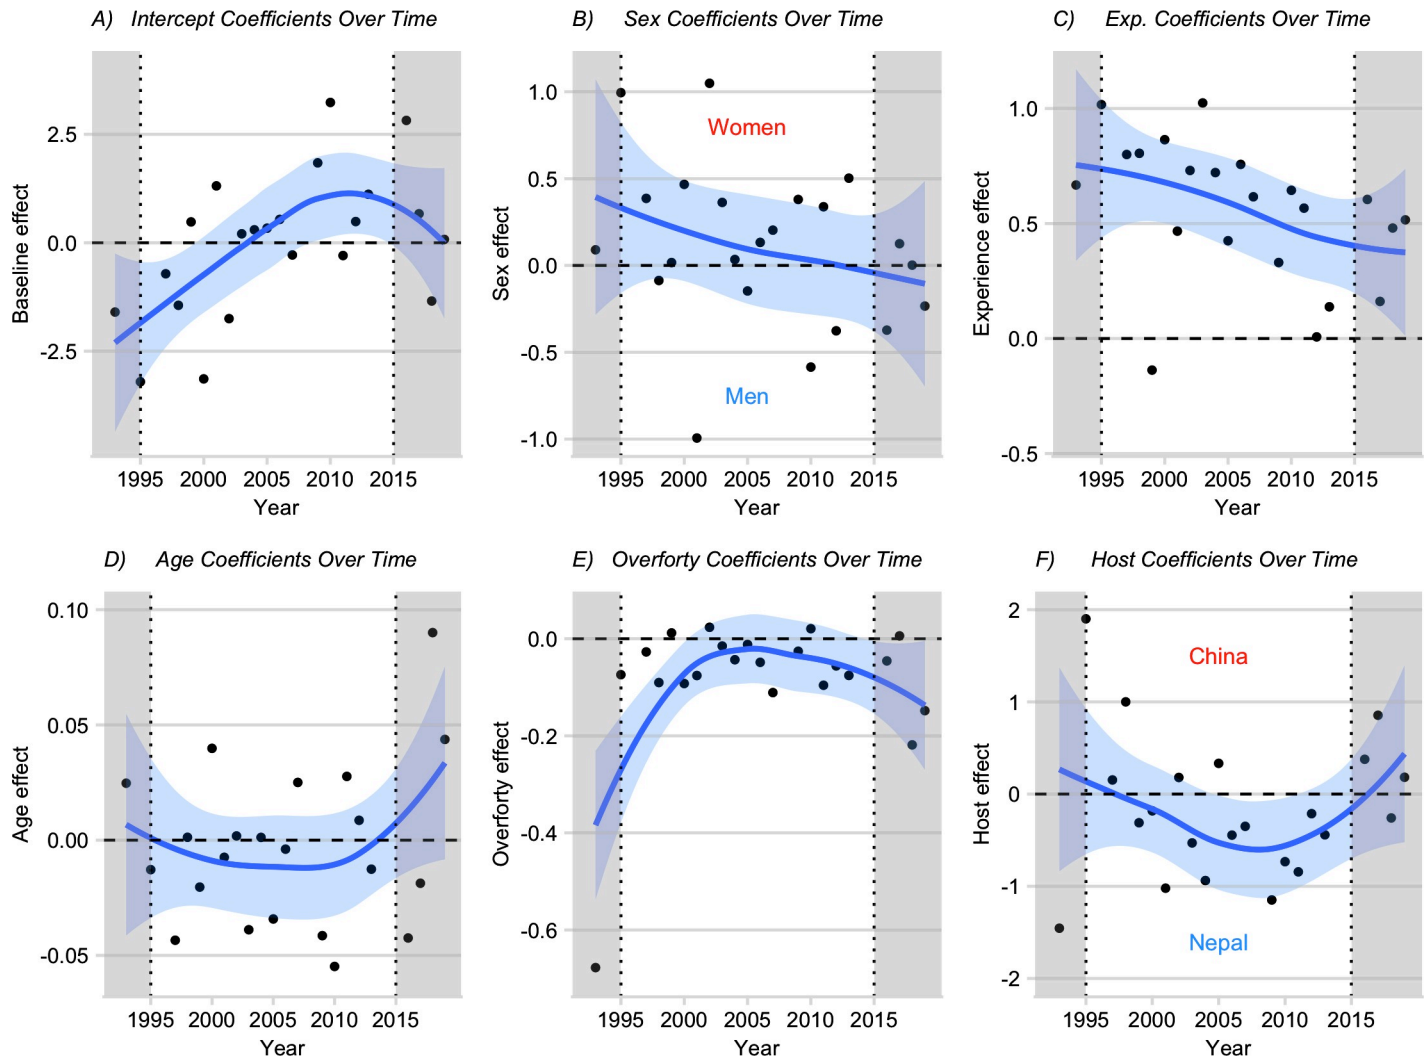 A) Intercept Coefficients Over Time
Baseline effect
2.5
0.0
-2.5
1995 2000 2005 2010 2015
Year
B) Sex Coefficients Over Time
Sex effect
1.0
0.5
0.0
-0.5
-1.0
Women
Men
1995 2000 2005 2010 2015
Year
C) Exp. Coefficients Over Time
Experience effect
1.0
0.5
0.0
-0.5
1995 2000 2005 2010 2015
Year
D) Age Coefficients Over Time
Age effect
0.10
0.05
0.00
-0.05
1995 2000 2005 2010 2015
Year
E) Overforty Coefficients Over Time
Overforty effect
0.0
-0.2
-0.4
-0.6
1995 2000 2005 2010 2015
Year
F) Host Coefficients Over Time
Host effect
2
1
0
-1
-2
China
Nepal
1995 2000 2005 2010 2015
Year